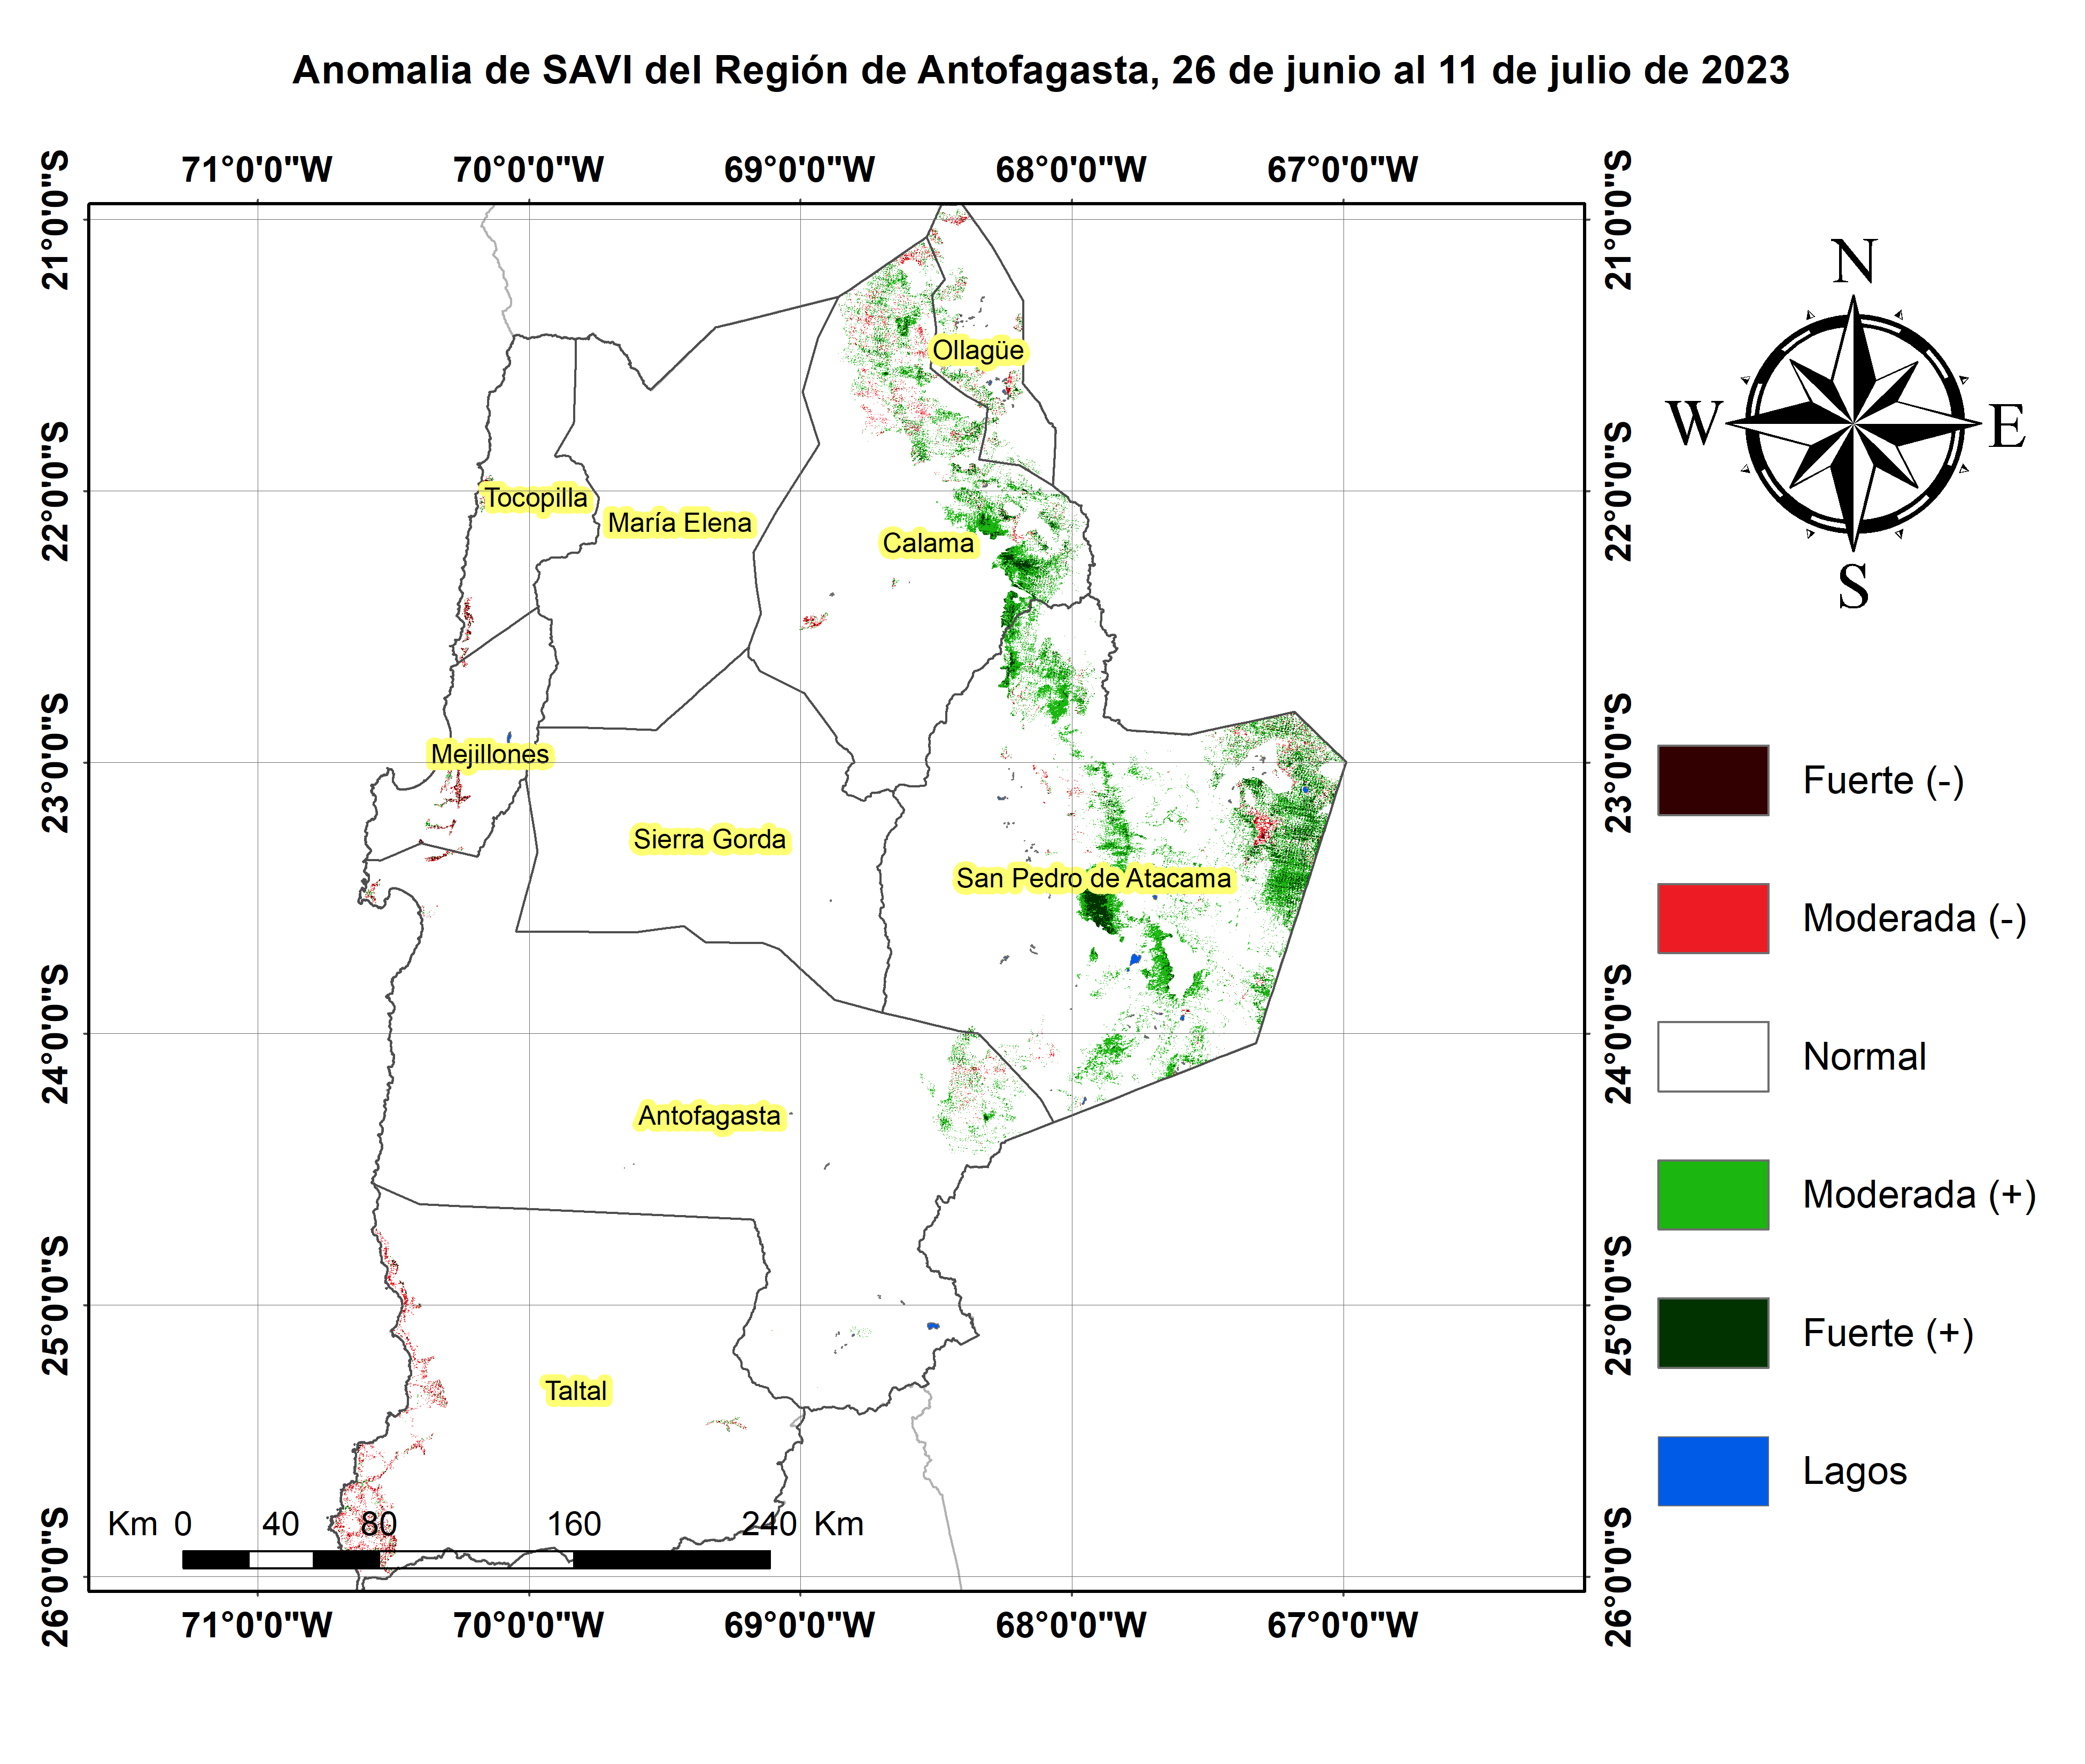 Anomalia de SAVI del Región de Antofagasta, 26 de junio al 11 de julio de 2023
71°0'0"W 70°0'0"W 69°0'0"W 68°0'0"W 67°0'0"W
21°0'0"S
22°0'0"S
23°0'0"S
24°0'0"S
25°0'0"S
26°0'0"S
Ollagüe
Tocopilla
María Elena
Calama
Mejillones
Sierra Gorda
San Pedro de Atacama
Antofagasta
Taltal
Km 0 40 80 160 240 Km
71°0'0"W 70°0'0"W 69°0'0"W 68°0'0"W 67°0'0"W
21°0'0"S
22°0'0"S
23°0'0"S
24°0'0"S
25°0'0"S
26°0'0"S
N
W E
S
Fuerte (-)
Moderada (-)
Normal
Moderada (+)
Fuerte (+)
Lagos